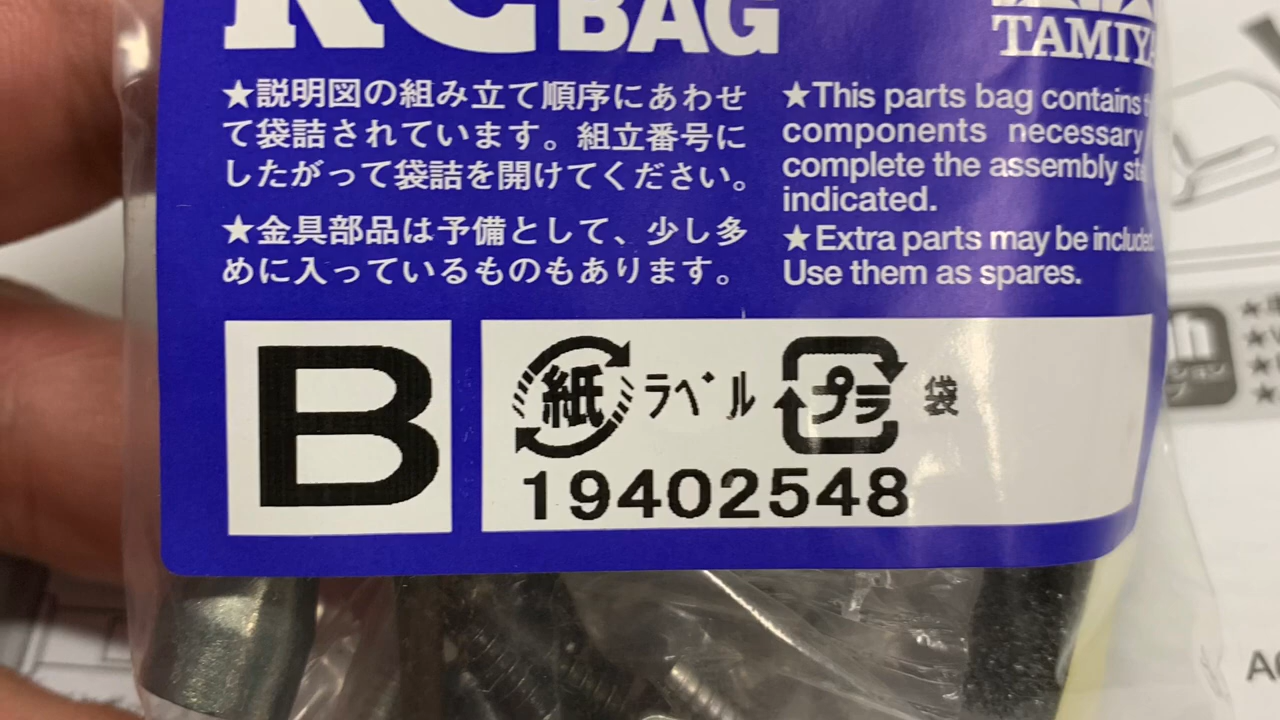 RC BAG
TAMIYA
★説明図の組み立て順序にあわせ
て袋詰されています。組立番号に
したがって袋詰を開けてください。
★金具部品は予備として、少し多
めに入っているものもあります。
★This parts bag contains
components necessary
complete the assembly
indicated.
★Extra parts may be included.
Use them as spares.
B
紙 ラベル プラ 袋
19402548